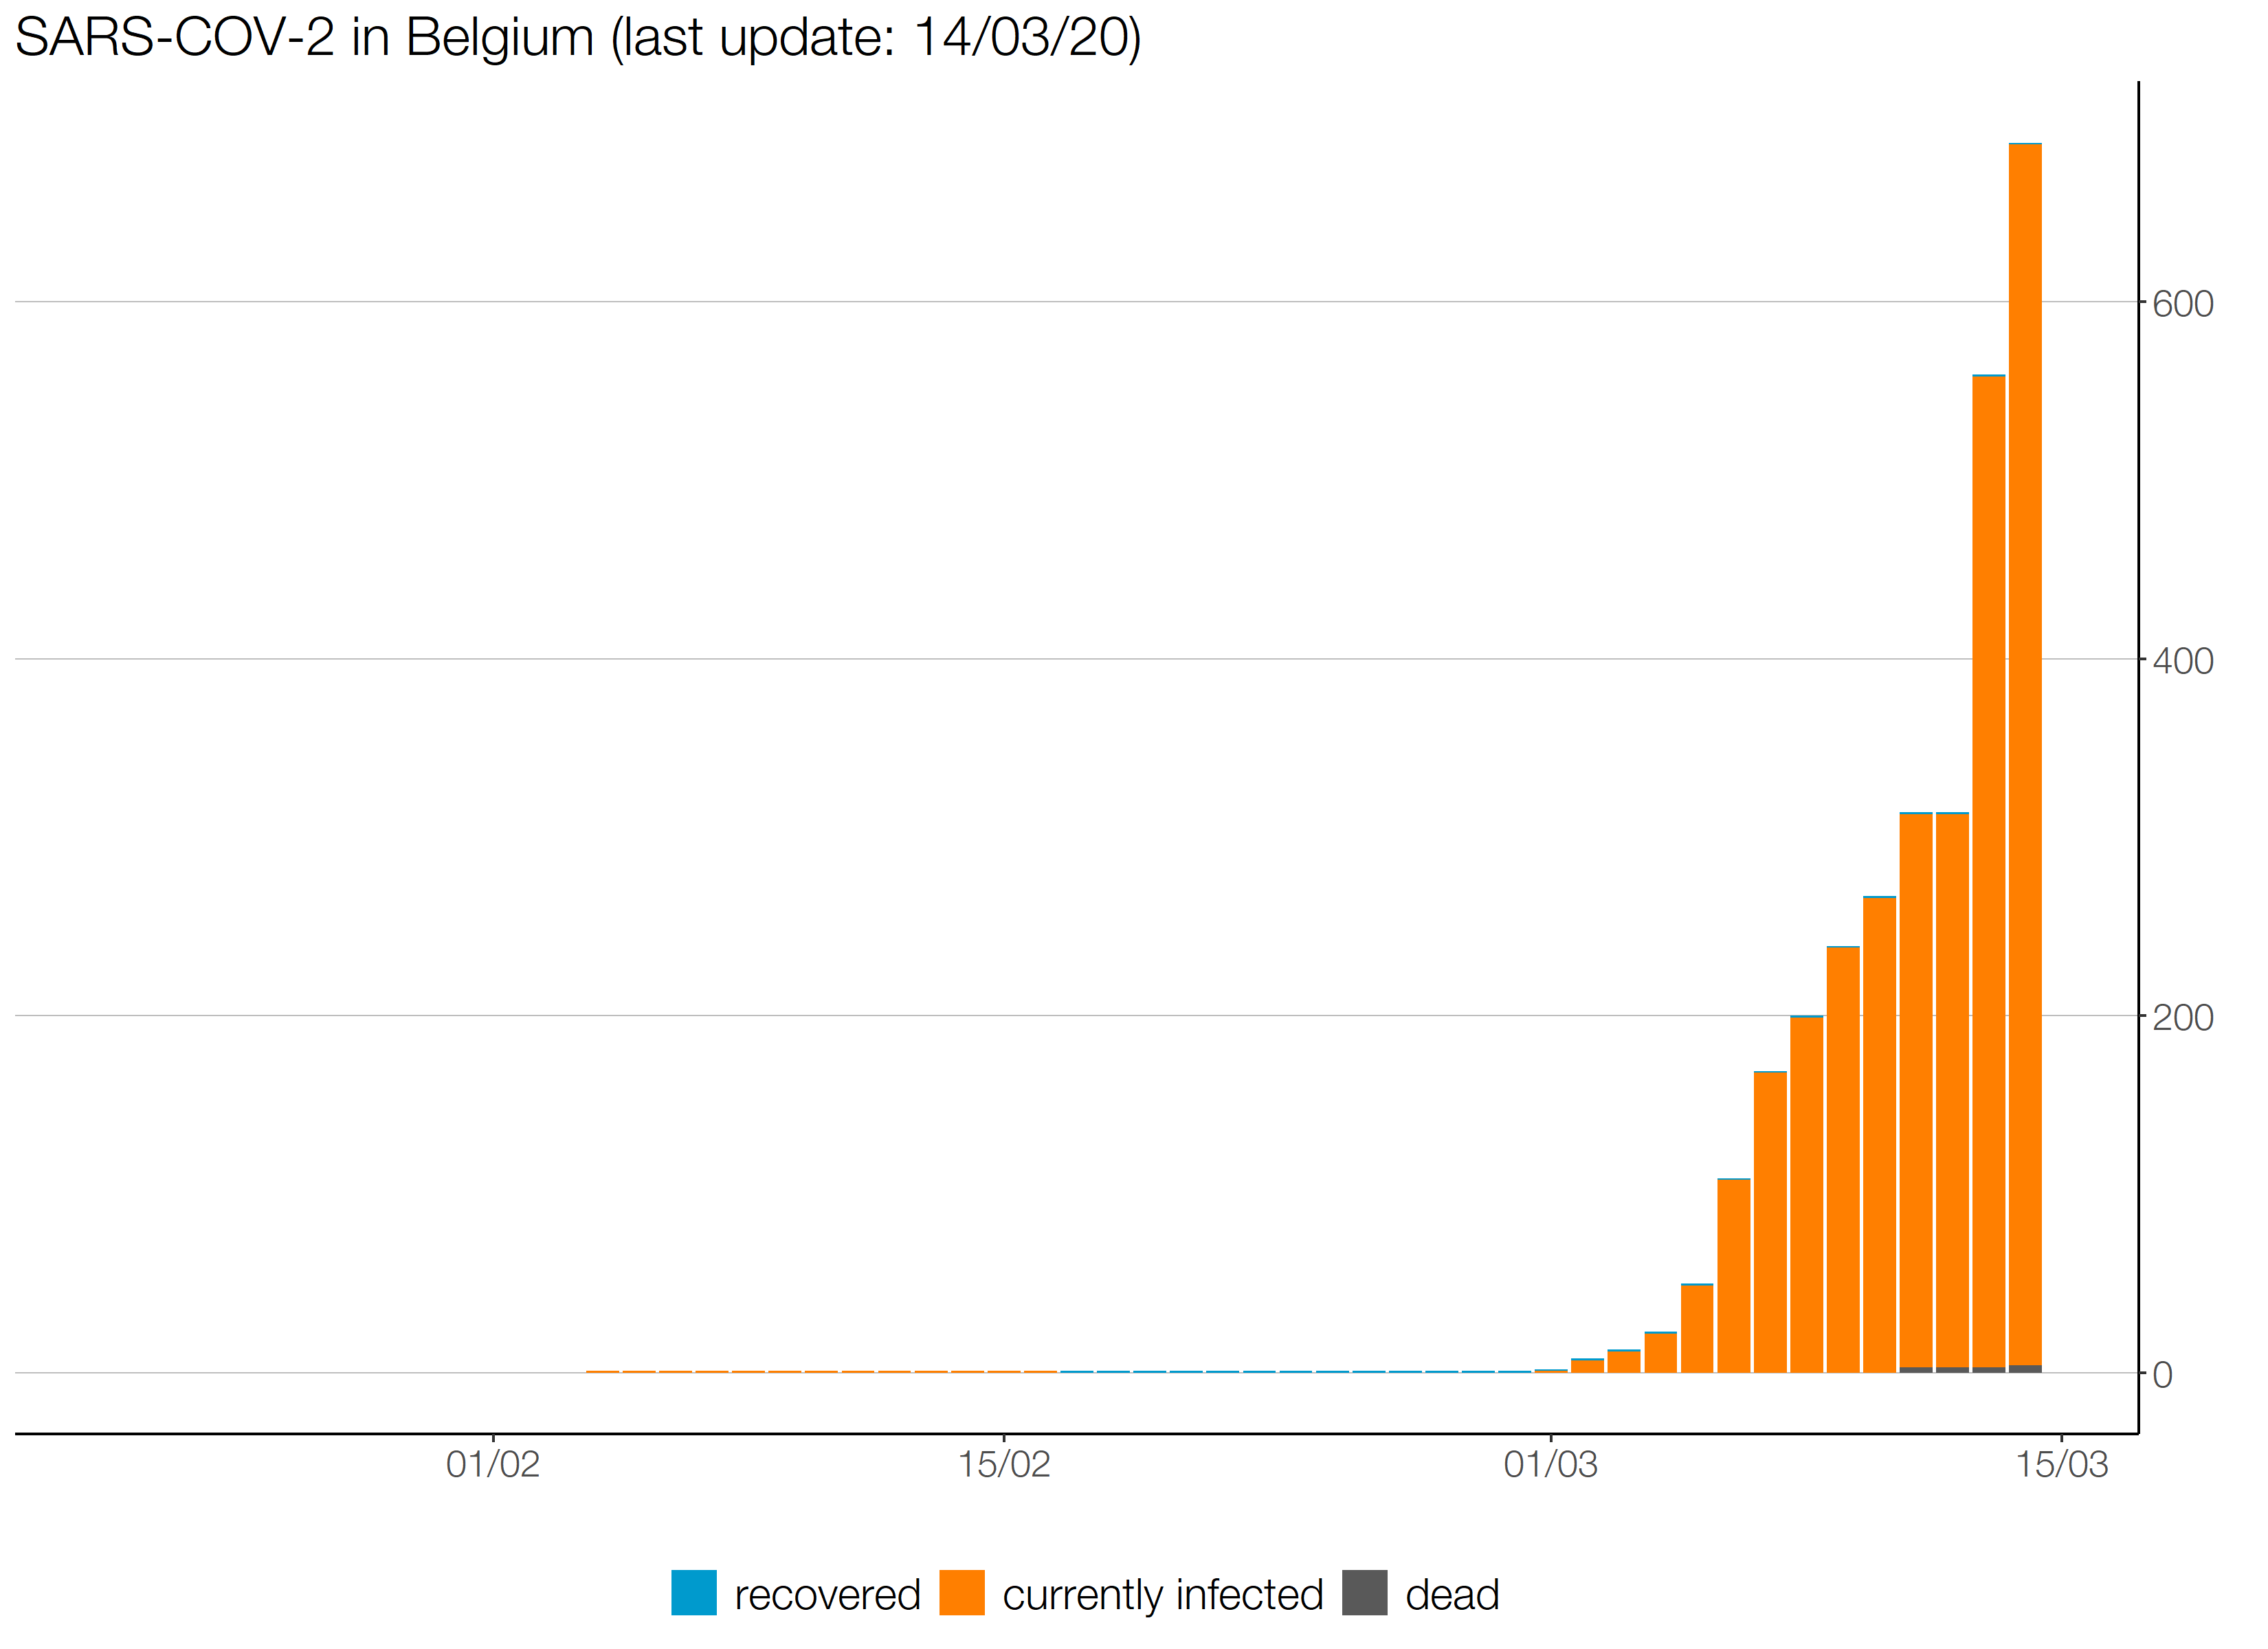 SARS-COV-2 in Belgium (last update: 14/03/20)
600
400
200
0
01/02 15/02 01/03 15/03
recovered currently infected dead